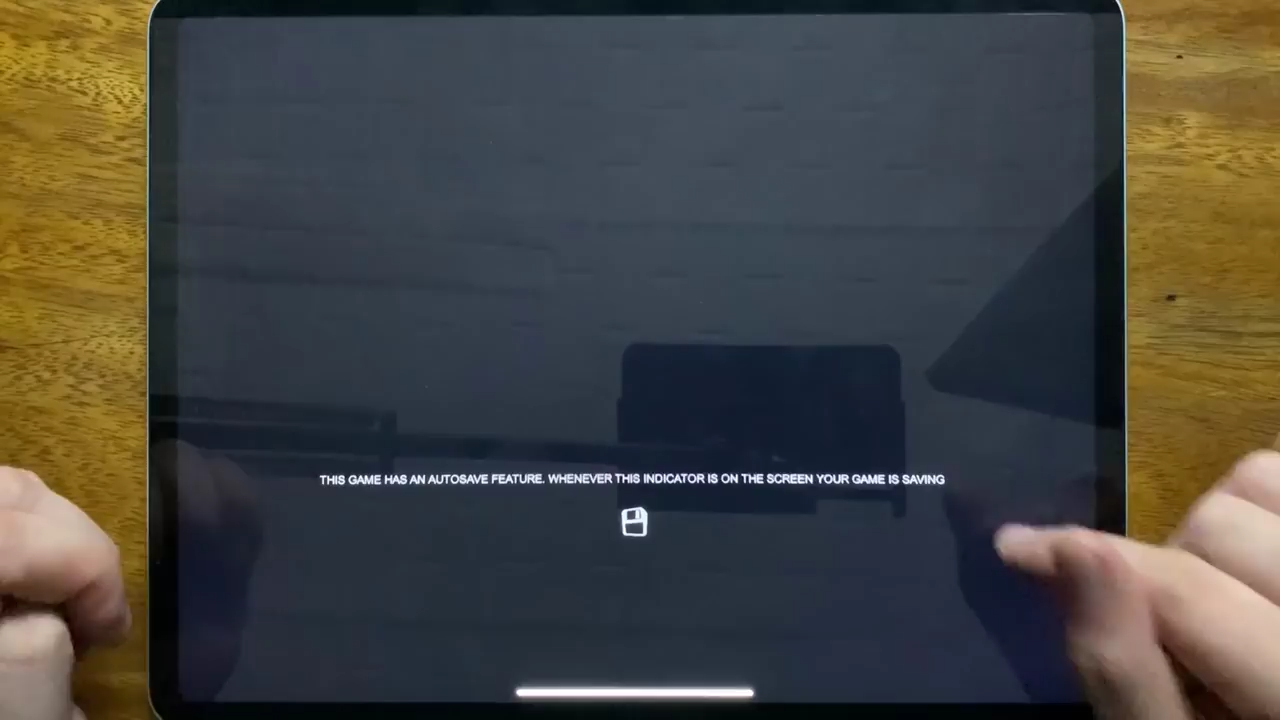 THIS GAME HAS AN AUTOSAVE FEATURE. WHENEVER THIS INDICATOR IS ON THE SCREEN YOUR GAME IS SAVING